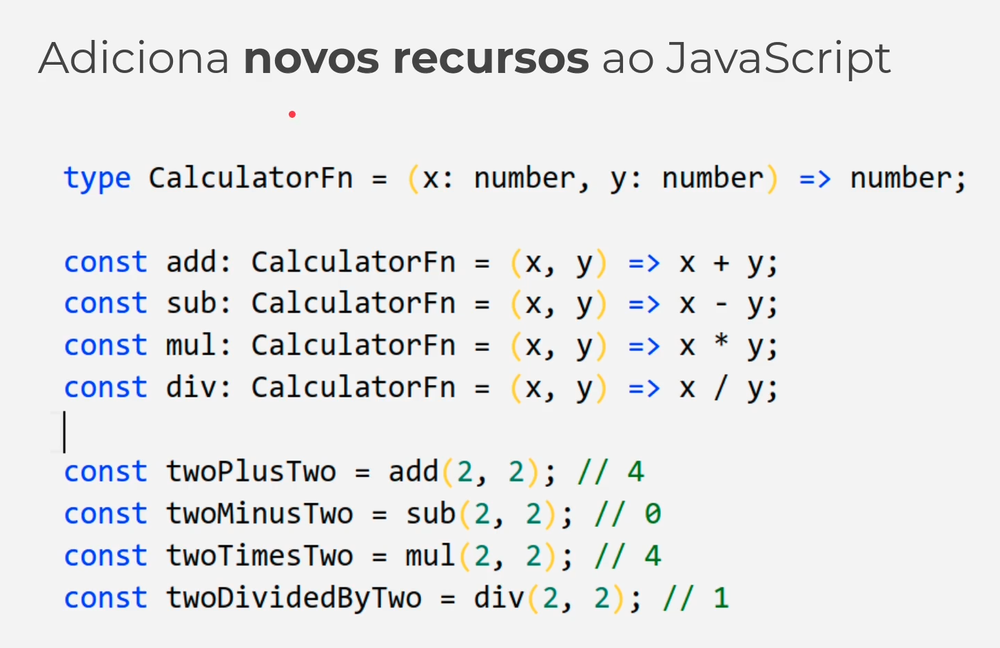 Adiciona novos recursos ao JavaScript
type CalculatorFn = (x: number, y: number) => number;
const add: CalculatorFn = (x, y) => x + y;
const sub: CalculatorFn = (x, y) => x - y;
const mul: CalculatorFn = (x, y) => x * y;
const div: CalculatorFn = (x, y) => x / y;
const twoPlusTwo = add(2, 2); // 4
const twoMinusTwo = sub(2, 2); // 0
const twoTimesTwo = mul(2, 2); // 4
const twoDividedByTwo = div(2, 2); // 1